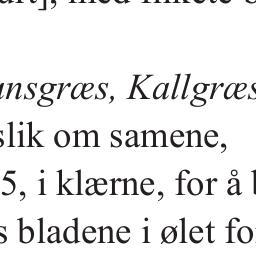 ansgræs, Kallgræs
slik om samene,
5, i klærne, for å b
s bladene i ølet fo